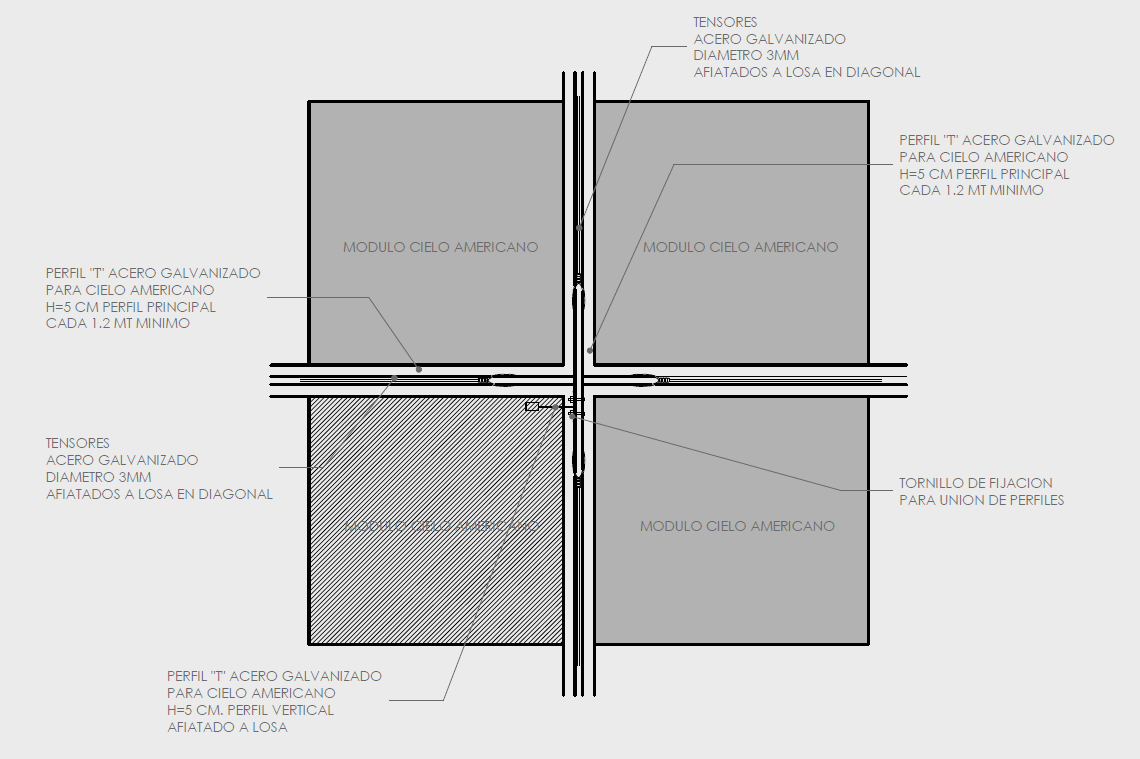 TENSORES
ACERO GALVANIZADO
DIAMETRO 3MM
AFIATADOS A LOSA EN DIAGONAL
PERFIL "T" ACERO GALVANIZADO
PARA CIELO AMERICANO
H=5 CM PERFIL PRINCIPAL
CADA 1.2 MT MINIMO
MODULO CIELO AMERICANO
MODULO CIELO AMERICANO
PERFIL "T" ACERO GALVANIZADO
PARA CIELO AMERICANO
H=5 CM PERFIL PRINCIPAL
CADA 1.2 MT MINIMO
TENSORES
ACERO GALVANIZADO
DIAMETRO 3MM
AFIATADOS A LOSA EN DIAGONAL
TORNILLO DE FIJACION
PARA UNION DE PERFILES
MODULO CIELO AMERICANO
MODULO CIELO AMERICANO
PERFIL "T" ACERO GALVANIZADO
PARA CIELO AMERICANO
H=5 CM. PERFIL VERTICAL
AFIATADO A LOSA